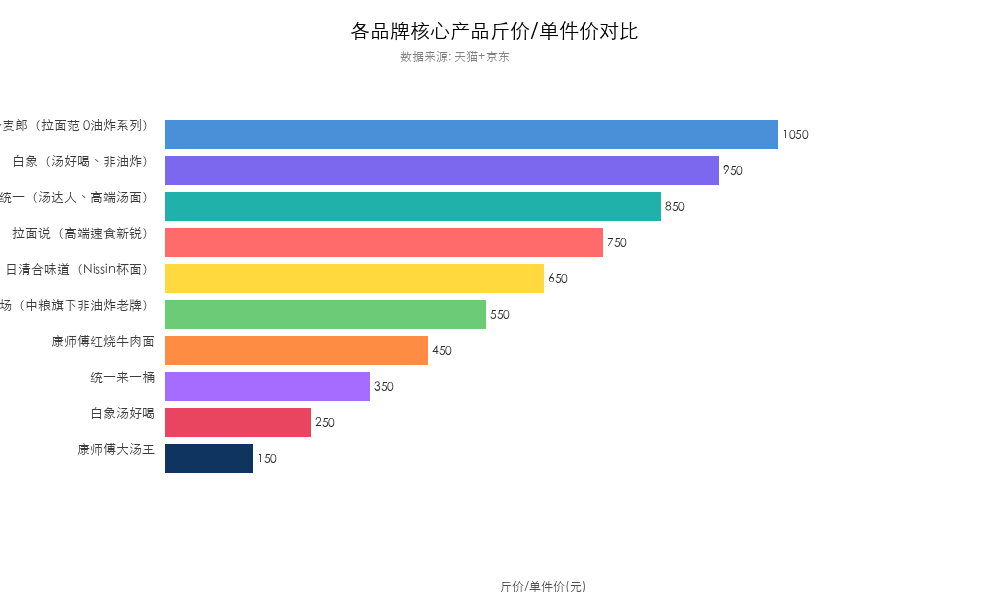 各品牌核心产品斤价/单件价对比
数据来源: 天猫+京东
麦郎（拉面范 0油炸系列） 1050
白象（汤好喝、非油炸） 950
统一（汤达人、高端汤面） 850
拉面说（高端速食新锐） 750
日清合味道（Nissin杯面） 650
场（中粮旗下非油炸老牌） 550
康师傅红烧牛肉面 450
统一来一桶 350
白象汤好喝 250
康师傅大汤王 150
斤价/单件价(元)